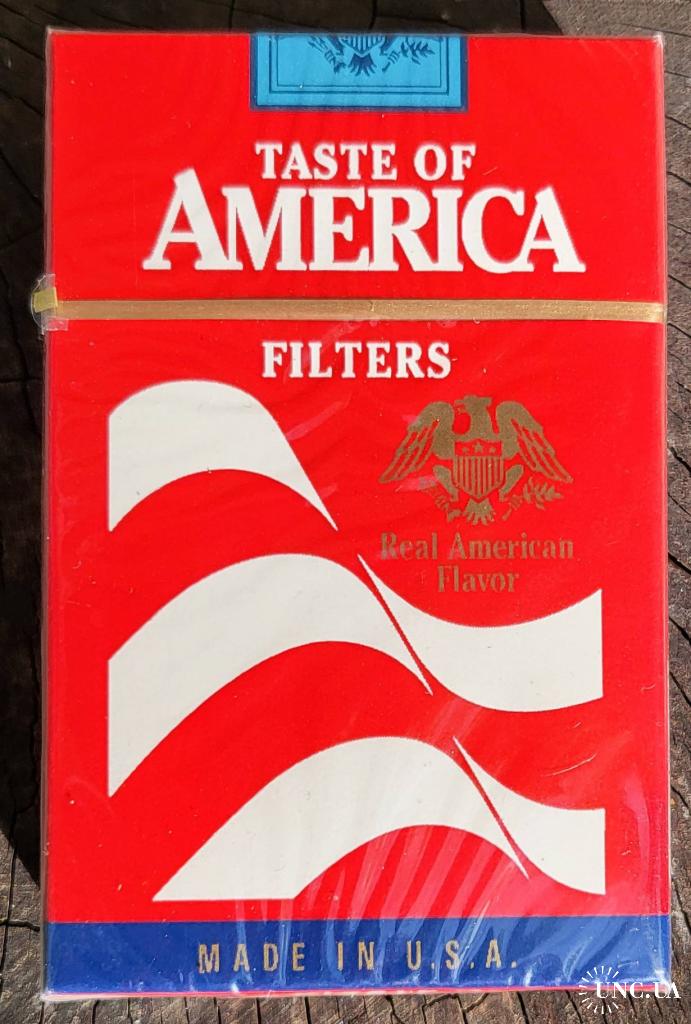 TASTE OF
AMERICA
FILTERS
Real American
Flavor
MADE IN U.S.A.
UNC.UA